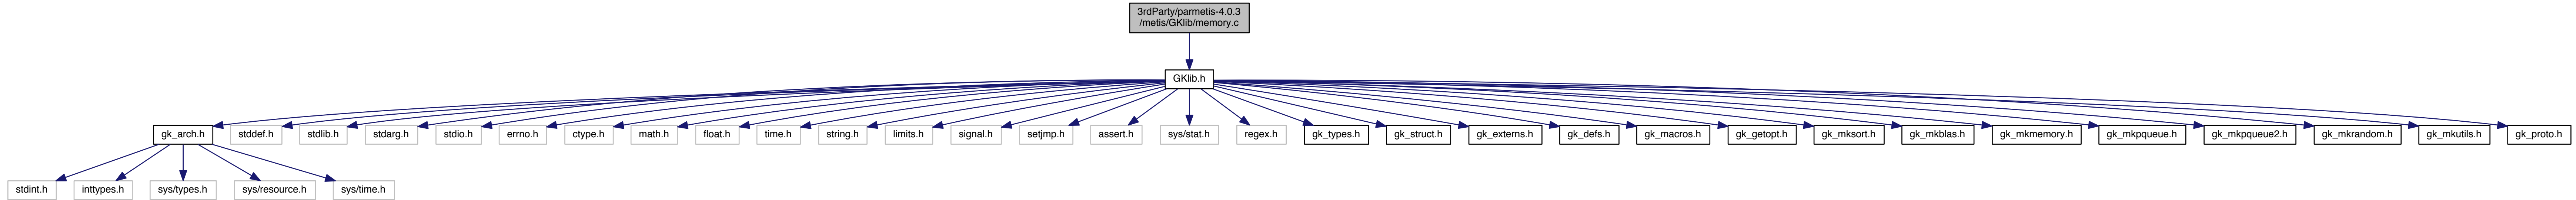 3rdParty/parmetis-4.0.3
/metis/GKlib/memory.c
GKlib.h
gk_arch.h
stddef.h
stdlib.h
stdarg.h
stdio.h
errno.h
ctype.h
math.h
float.h
time.h
string.h
limits.h
signal.h
setjmp.h
assert.h
sys/stat.h
regex.h
gk_types.h
gk_struct.h
gk_externs.h
gk_defs.h
gk_macros.h
gk_getopt.h
gk_mksort.h
gk_mkblas.h
gk_mkmemory.h
gk_mkpqueue.h
gk_mkpqueue2.h
gk_mkrandom.h
gk_mkutils.h
gk_proto.h
stdint.h
inttypes.h
sys/types.h
sys/resource.h
sys/time.h